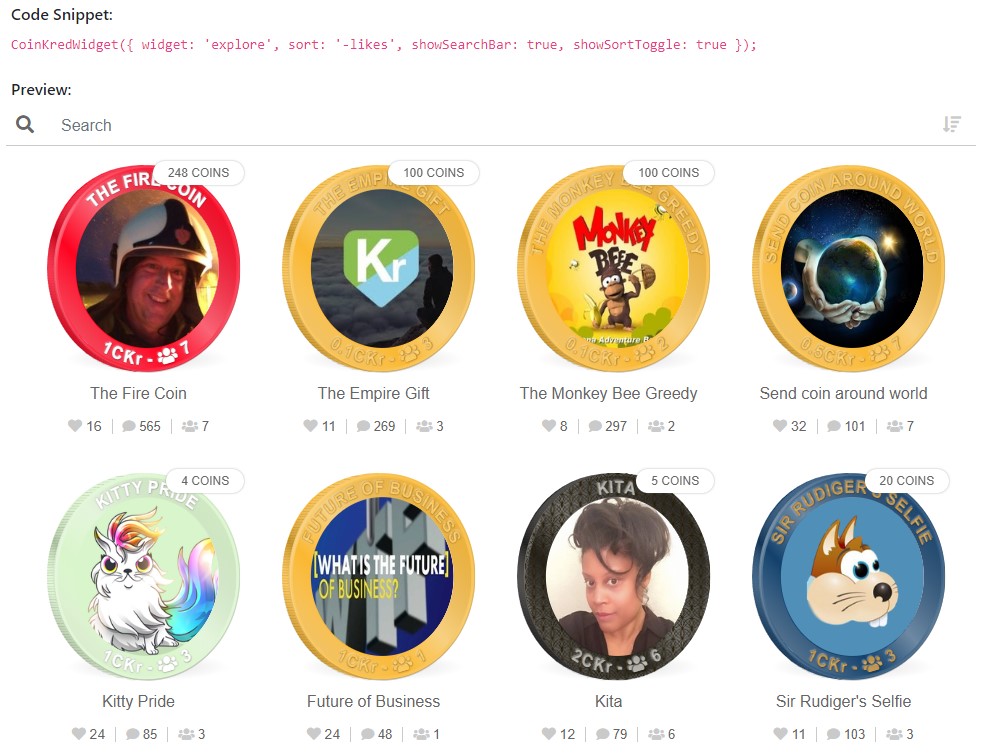 Code Snippet:
CoinKredWidget({ widget: 'explore', sort: '-likes', showSearchBar: true, showSortToggle: true });
Preview:
Search
248 COINS
THE FIRE COIN
1CKr - 7
The Fire Coin
16 565 7
100 COINS
THE EMPIRE GIFT
Kr
0.1CKr - 3
The Empire Gift
11 269 3
100 COINS
THE MONKEY BEE GREEDY
MONKEY
BEEE
na Adventure B
0.1CKr - 2
The Monkey Bee Greedy
8 297 2
SEND COIN AROUND WORLD
0.5CKr - 7
Send coin around world
32 101 7
4 COINS
KITTY PRIDE
1CKr - 3
Kitty Pride
24 85 3
FUTURE OF BUSINESS
[WHAT IS THE FUTURE]
OF BUSINESS?
1CKr - 1
Future of Business
24 48 1
5 COINS
KITA
2CKr - 6
Kita
12 79 6
20 COINS
SIR RUDIGER'S SELFIE
1CKr - 3
Sir Rudiger's Selfie
11 103 3